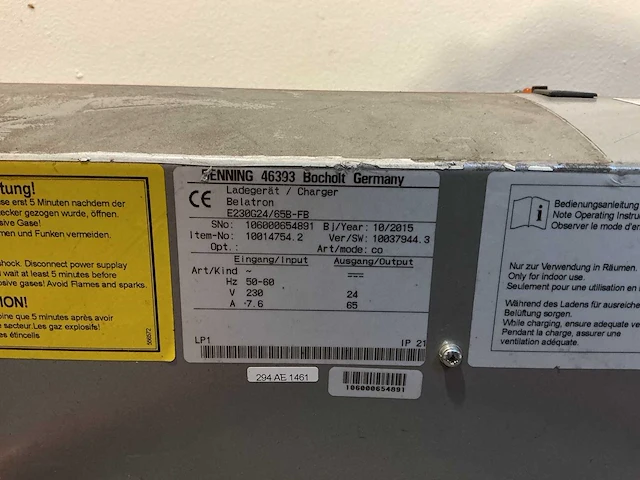 tung!
se erst 5 Minuten nachdem der
ecker gezogen wurde, öffnen.
sive Gase!
men und Funken vermeiden.
shock. Disconnect power supply
wait at least 5 minutes before
losive gases! Avoid Flames and sparks.
ION!
oine que 5 minutes après avoir
e secteur.Les gaz explosifs!
es étincells
ENNING 46393 Bocholt Germany
CE Ladegerät / Charger
Belatron
E230G24/65B-FB
SNo: 106000654891 Bj/Year: 10/2015
Item-No: 10014754.2 Ver/SW: 10037944.3
Opt.: Art/mode: co
Eingang/Input Ausgang/Output
Art/Kind ~ ⎓
Hz 50-60
V 230 24
A 7.6 65
LP1 IP 21
294 AE 1461
106000654891
Bedienungsanleitung
Note Operating Instru
Observer le mode d'em
Nur zur Verwendung in Räumen.
Only for indoor use.
Seulement pour une utilisation en
Während des Ladens für ausreiche
Belüftung sorgen.
While charging, ensure adequate ve
Pendant la charge, assurer une
ventilation adéquate.